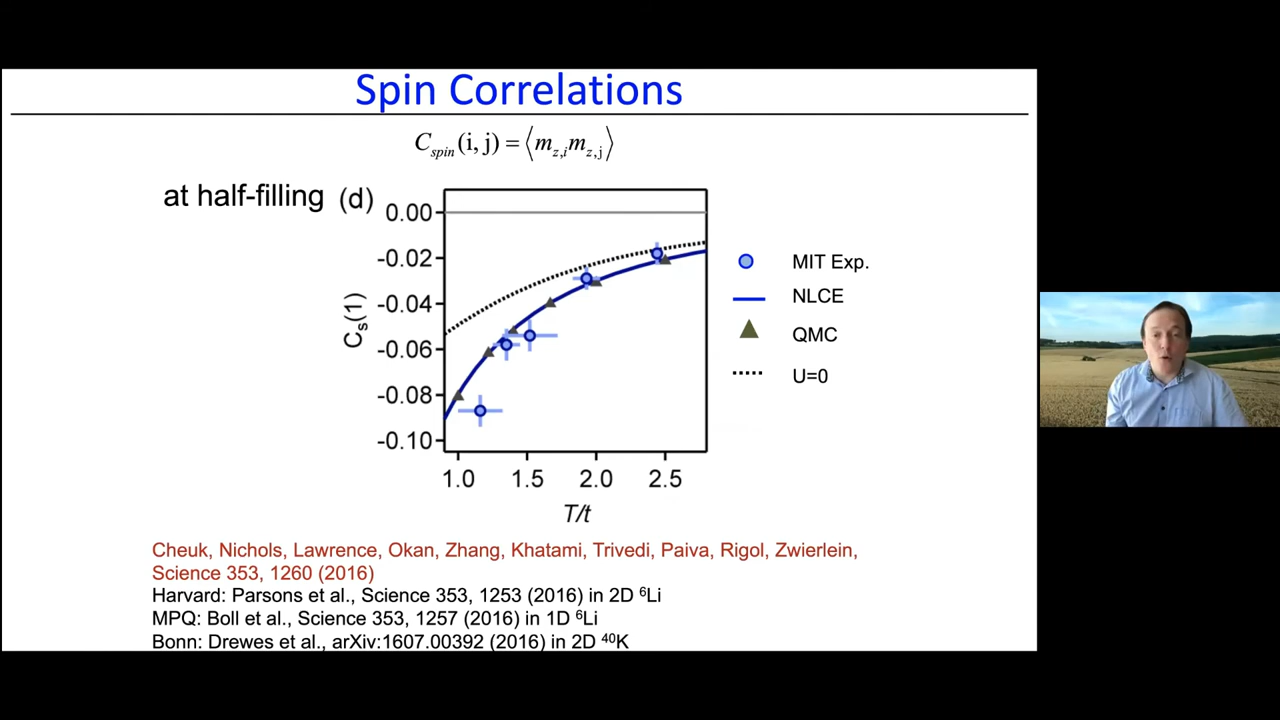 Spin Correlations
C_spin(i, j) = ⟨m_z,i m_z,j⟩
at half-filling (d)
0.00
-0.02
-0.04
-0.06
-0.08
-0.10
C_s(1)
1.0 1.5 2.0 2.5
T/t
MIT Exp.
NLCE
QMC
U=0
Cheuk, Nichols, Lawrence, Okan, Zhang, Khatami, Trivedi, Paiva, Rigol, Zwierlein,
Science 353, 1260 (2016)
Harvard: Parsons et al., Science 353, 1253 (2016) in 2D ⁶Li
MPQ: Boll et al., Science 353, 1257 (2016) in 1D ⁶Li
Bonn: Drewes et al., arXiv:1607.00392 (2016) in 2D ⁴⁰K